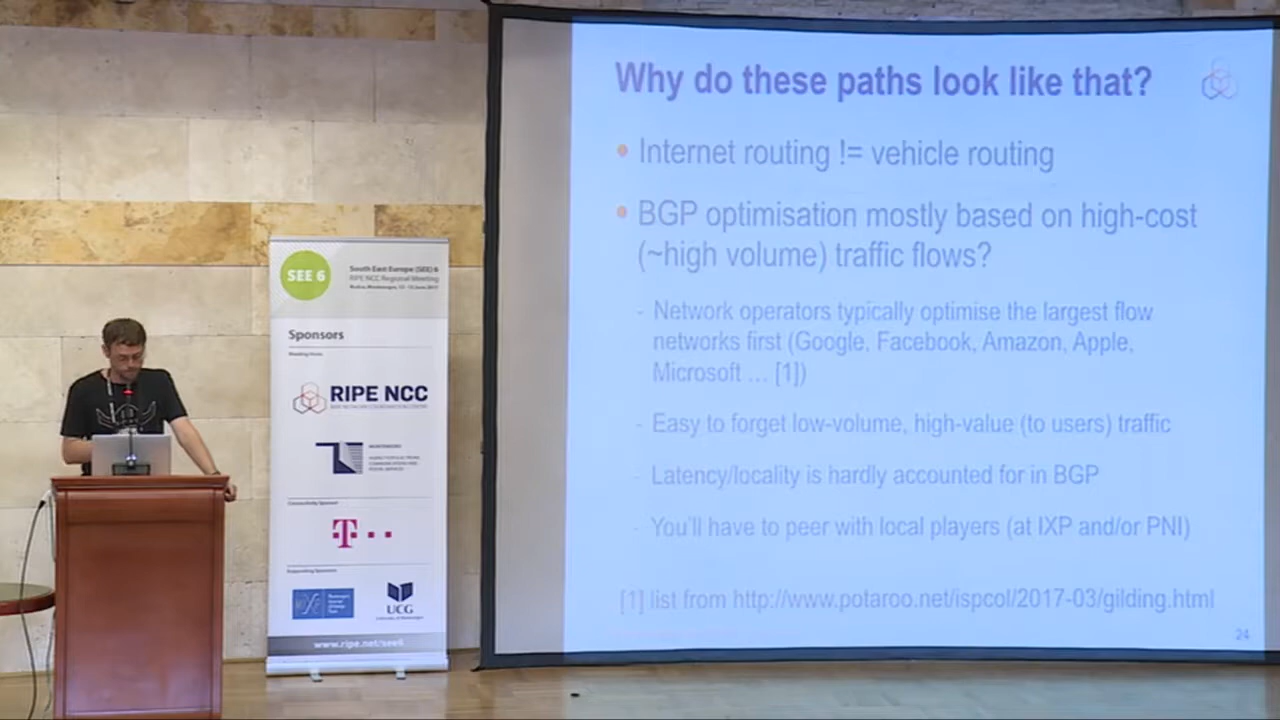 Why do these paths look like that?
• Internet routing != vehicle routing
• BGP optimisation mostly based on high-cost
(~high volume) traffic flows?
- Network operators typically optimise the largest flow
networks first (Google, Facebook, Amazon, Apple,
Microsoft … [1])
- Easy to forget low-volume, high-value (to users) traffic
- Latency/locality is hardly accounted for in BGP
- You'll have to peer with local players (at IXP and/or PNI)
[1] list from http://www.potaroo.net/ispcol/2017-03/gilding.html
24
SEE 6
South East Europe (SEE) 6
RIPE NCC Regional Meeting
Sponsors
RIPE NCC
T
UCG
www.ripe.net/see6